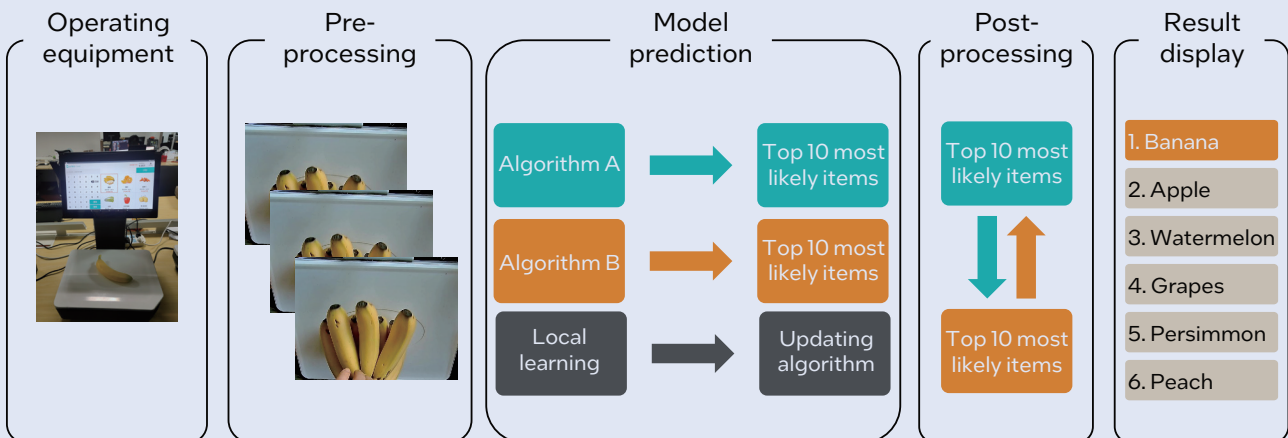 Operating
equipment
Pre-
processing
Model
prediction
Post-
processing
Result
display
Algorithm A
Top 10 most
likely items
Algorithm B
Top 10 most
likely items
Local
learning
Updating
algorithm
Top 10 most
likely items
Top 10 most
likely items
1. Banana
2. Apple
3. Watermelon
4. Grapes
5. Persimmon
6. Peach